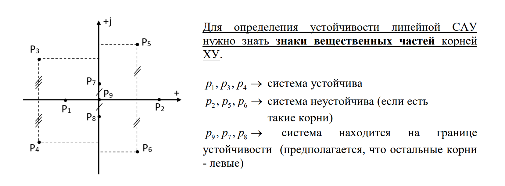 +j
P3
P5
P7
P9
+
P1
P2
P8
P4
P6
Для определения устойчивости линейной САУ
нужно знать знаки вещественных частей корней
ХУ.
p1, p3, p4 → система устойчива
p2, p5, p6 → система неустойчива (если есть
такие корни)
p9, p7, p8 → система находится на границе
устойчивости (предполагается, что остальные корни
- левые)